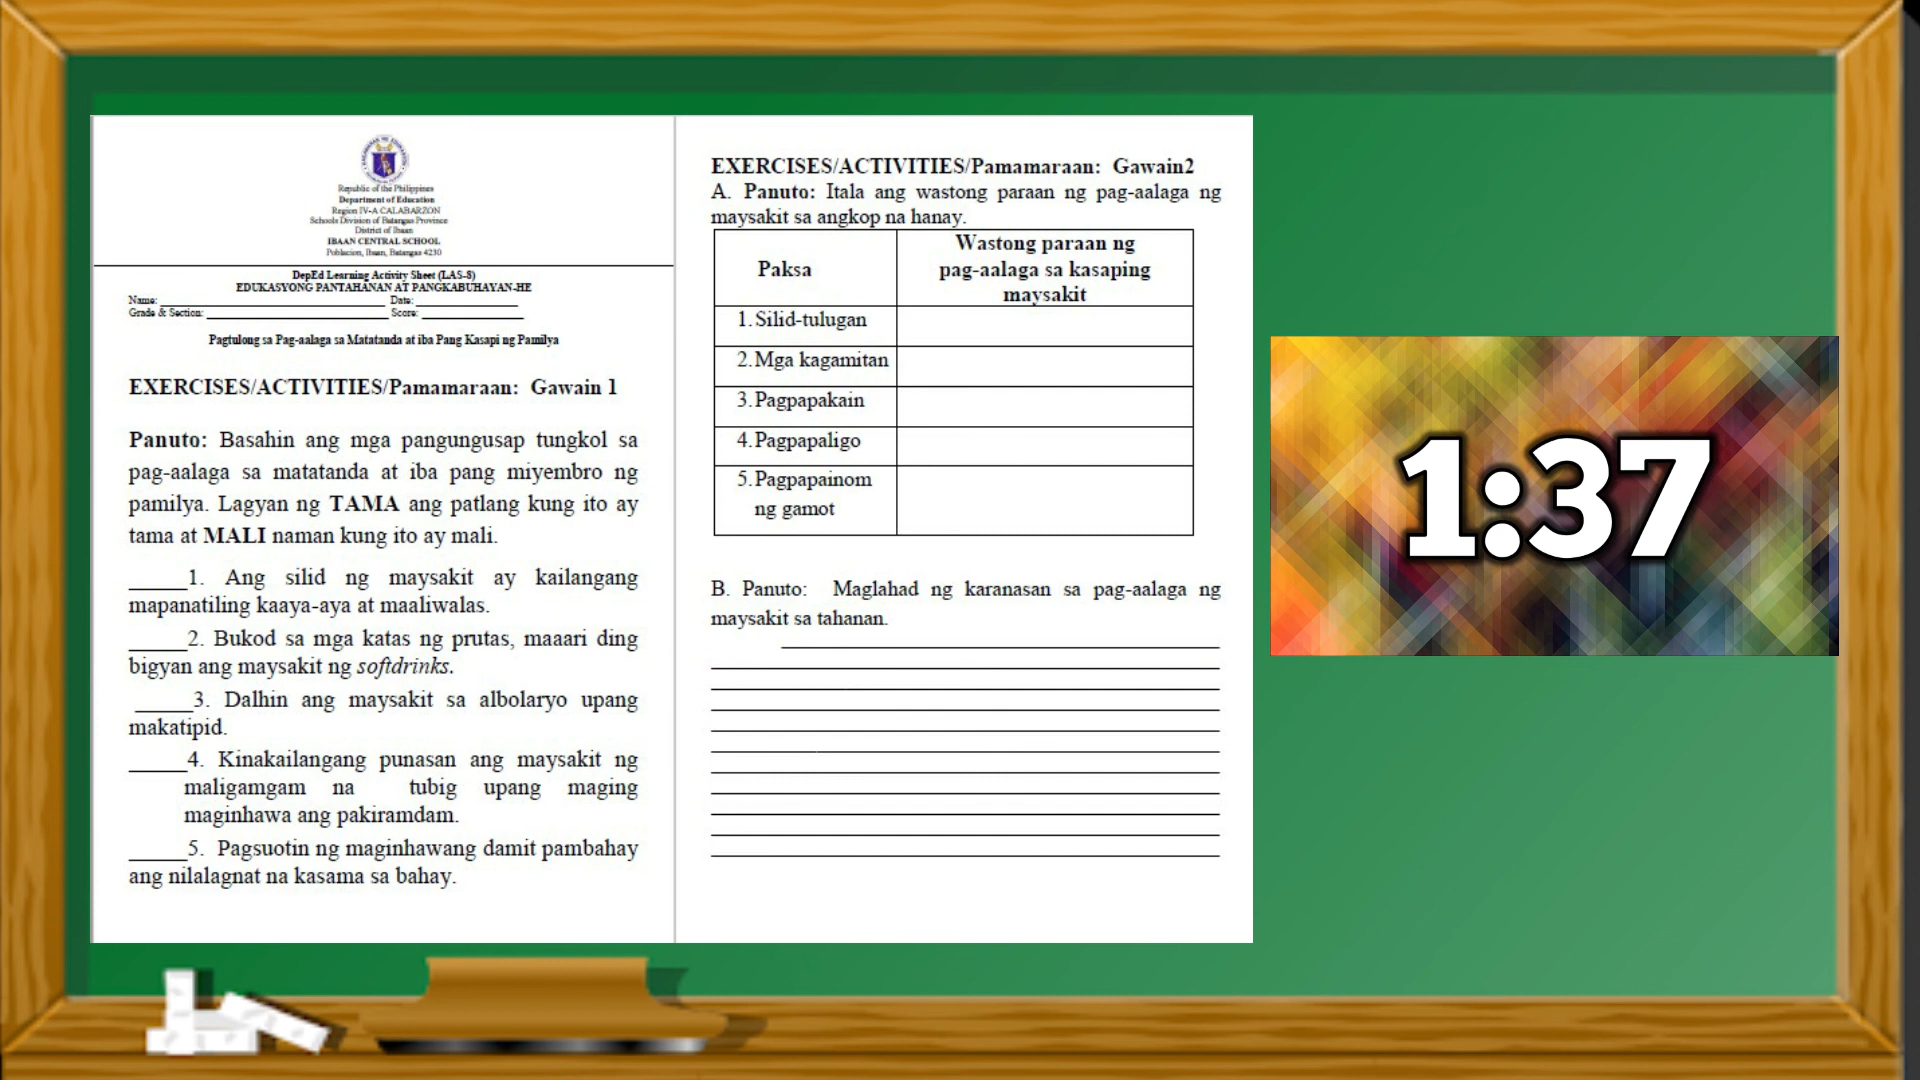 Republic of the Philippines
Department of Education
Region IV-A CALABARZON
Schools Division of Batangas Province
District of Ibaan
IBAAN CENTRAL SCHOOL
Poblacion, Ibaan, Batangas 4230
DepEd Learning Activity Sheet (LAS-8)
EDUKASYONG PANTAHANAN AT PANGKABUHAYAN-HE
Name: ______ Date: ______
Grade & Section: ______ Score: ______
Pagtulong sa Pag-aalaga sa Matatanda at iba Pang Kasapi ng Pamilya
EXERCISES/ACTIVITIES/Pamamaraan: Gawain 1
Panuto: Basahin ang mga pangungusap tungkol sa
pag-aalaga sa matatanda at iba pang miyembro ng
pamilya. Lagyan ng TAMA ang patlang kung ito ay
tama at MALI naman kung ito ay mali.
_____1. Ang silid ng maysakit ay kailangang
mapanatiling kaaya-aya at maaliwalas.
_____2. Bukod sa mga katas ng prutas, maaari ding
bigyan ang maysakit ng softdrinks.
_____3. Dalhin ang maysakit sa albolaryo upang
makatipid.
_____4. Kinakailangang punasan ang maysakit ng
maligamgam na tubig upang maging
maginhawa ang pakiramdam.
_____5. Pagsuotin ng maginhawang damit pambahay
ang nilalagnat na kasama sa bahay.
EXERCISES/ACTIVITIES/Pamamaraan: Gawain2
A. Panuto: Itala ang wastong paraan ng pag-aalaga ng
maysakit sa angkop na hanay.
Paksa
Wastong paraan ng
pag-aalaga sa kasaping
maysakit
1. Silid-tulugan
2. Mga kagamitan
3. Pagpapakain
4. Pagpapaligo
5. Pagpapainom
ng gamot
B. Panuto: Maglahad ng karanasan sa pag-aalaga ng
maysakit sa tahanan.
1:37